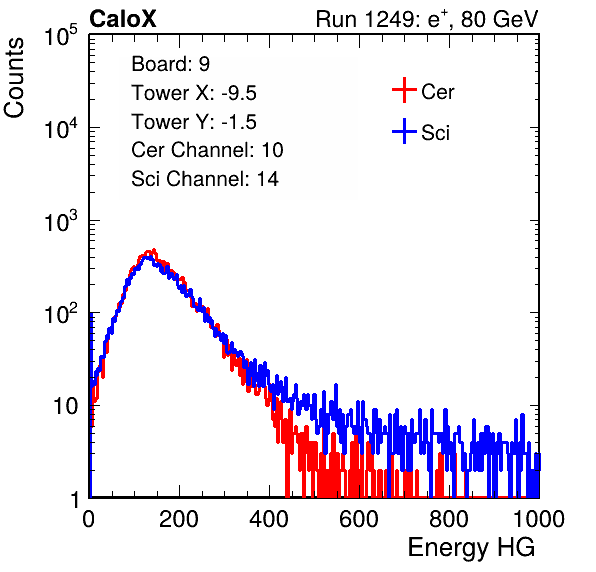 CaloX Run 1249: e⁺, 80 GeV
Counts
Board: 9
Tower X: -9.5
Tower Y: -1.5
Cer Channel: 10
Sci Channel: 14
Cer
Sci
10⁵
10⁴
10³
10²
10
1
0 200 400 600 800 1000
Energy HG